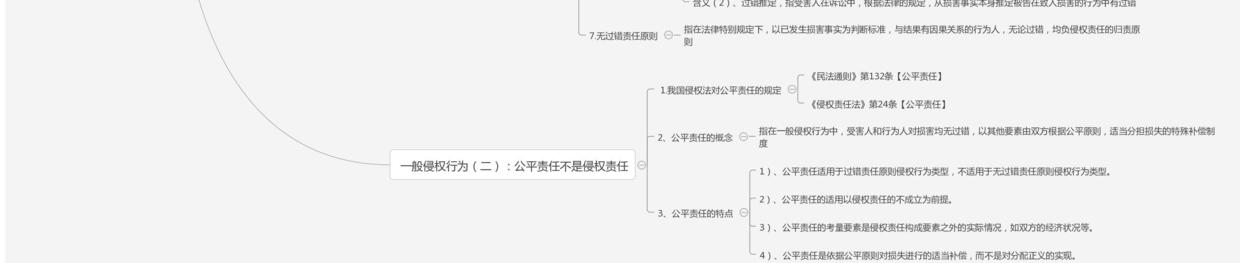 含义（2）、过错推定，指受害人在诉讼中，根据法律的规定，从损害事实本身推定被告在致人损害的行为中有过错
7.无过错责任原则
指在法律特别规定下，以已发生损害事实为判断标准，与结果有因果关系的行为人，无论过错，均负侵权责任的归责原
则
一般侵权行为（二）：公平责任不是侵权责任
1.我国侵权法对公平责任的规定
《民法通则》第132条【公平责任】
《侵权责任法》第24条【公平责任】
2、公平责任的概念
指在一般侵权行为中，受害人和行为人对损害均无过错，以其他要素由双方根据公平原则，适当分担损失的特殊补偿制
度
3、公平责任的特点
1）、公平责任适用于过错责任原则侵权行为类型，不适用于无过错责任原则侵权行为类型。
2）、公平责任的适用以侵权责任的不成立为前提。
3）、公平责任的考量要素是侵权责任构成要素之外的实际情况，如双方的经济状况等。
4）、公平责任是依据公平原则对损失进行的适当补偿，而不是对分配正义的实现。